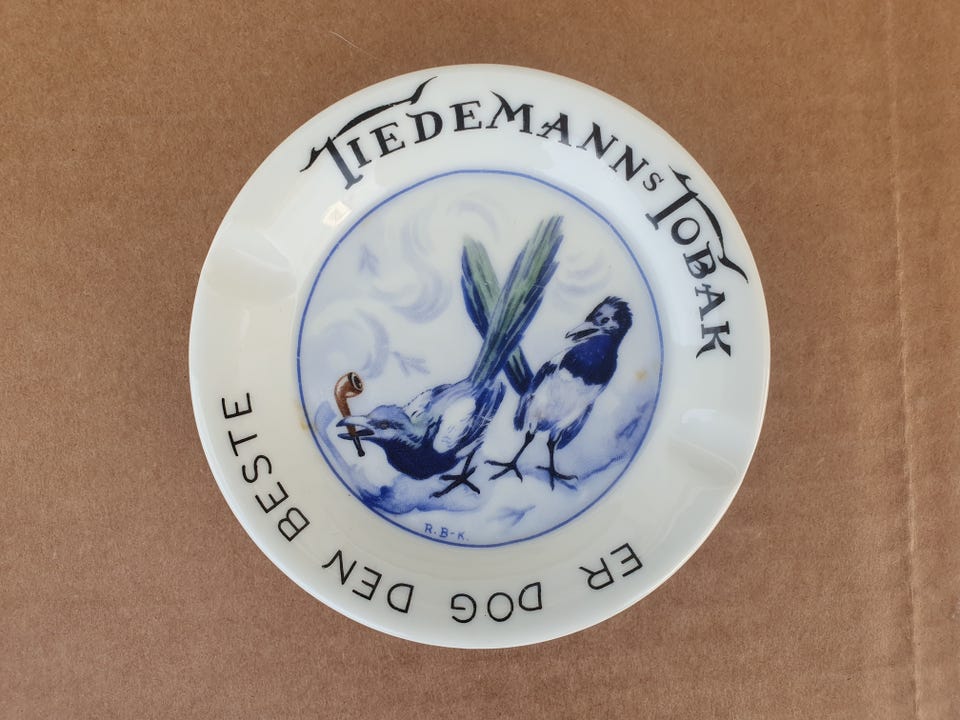 TIEDEMANNS TOBAK
ER DOG DEN BESTE
R. B-K.